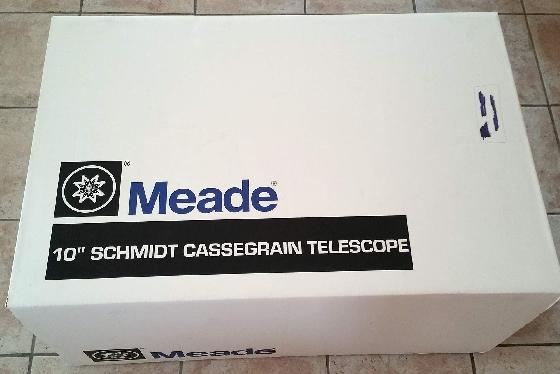 Meade®
10" SCHMIDT CASSEGRAIN TELESCOPE
Meade